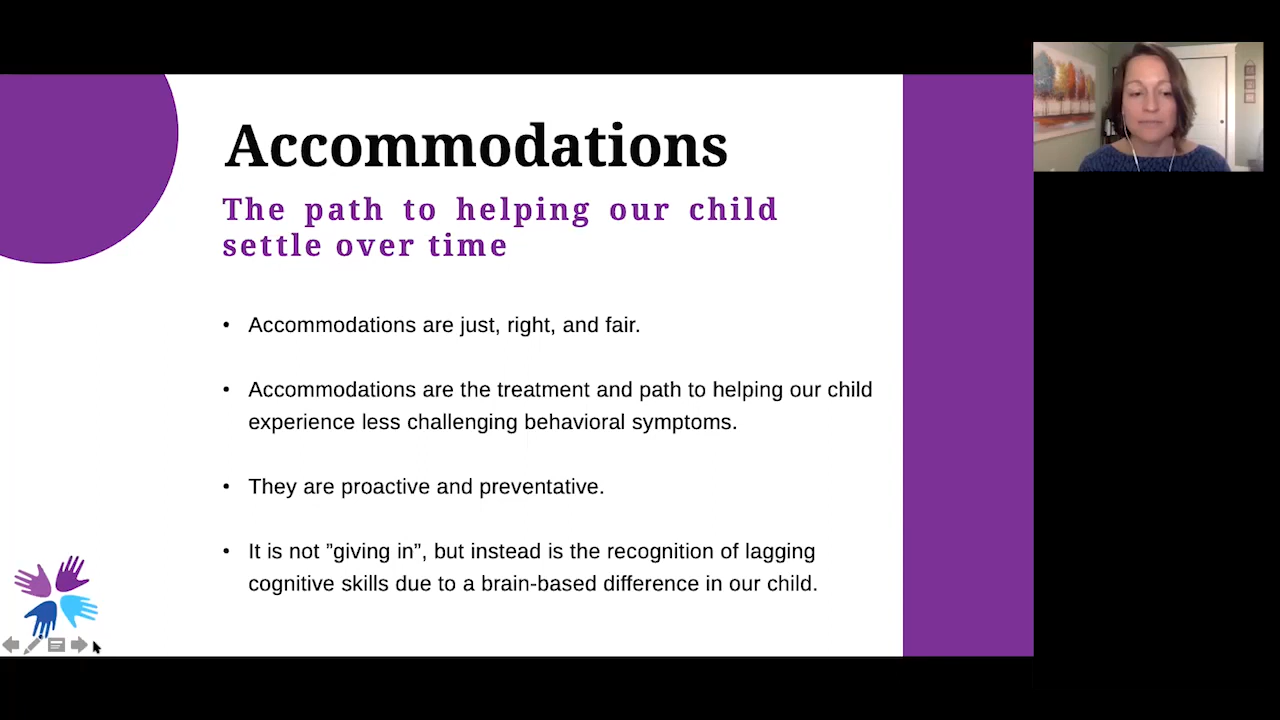 Accommodations
The path to helping our child
settle over time
• Accommodations are just, right, and fair.
• Accommodations are the treatment and path to helping our child
experience less challenging behavioral symptoms.
• They are proactive and preventative.
• It is not ”giving in”, but instead is the recognition of lagging
cognitive skills due to a brain-based difference in our child.